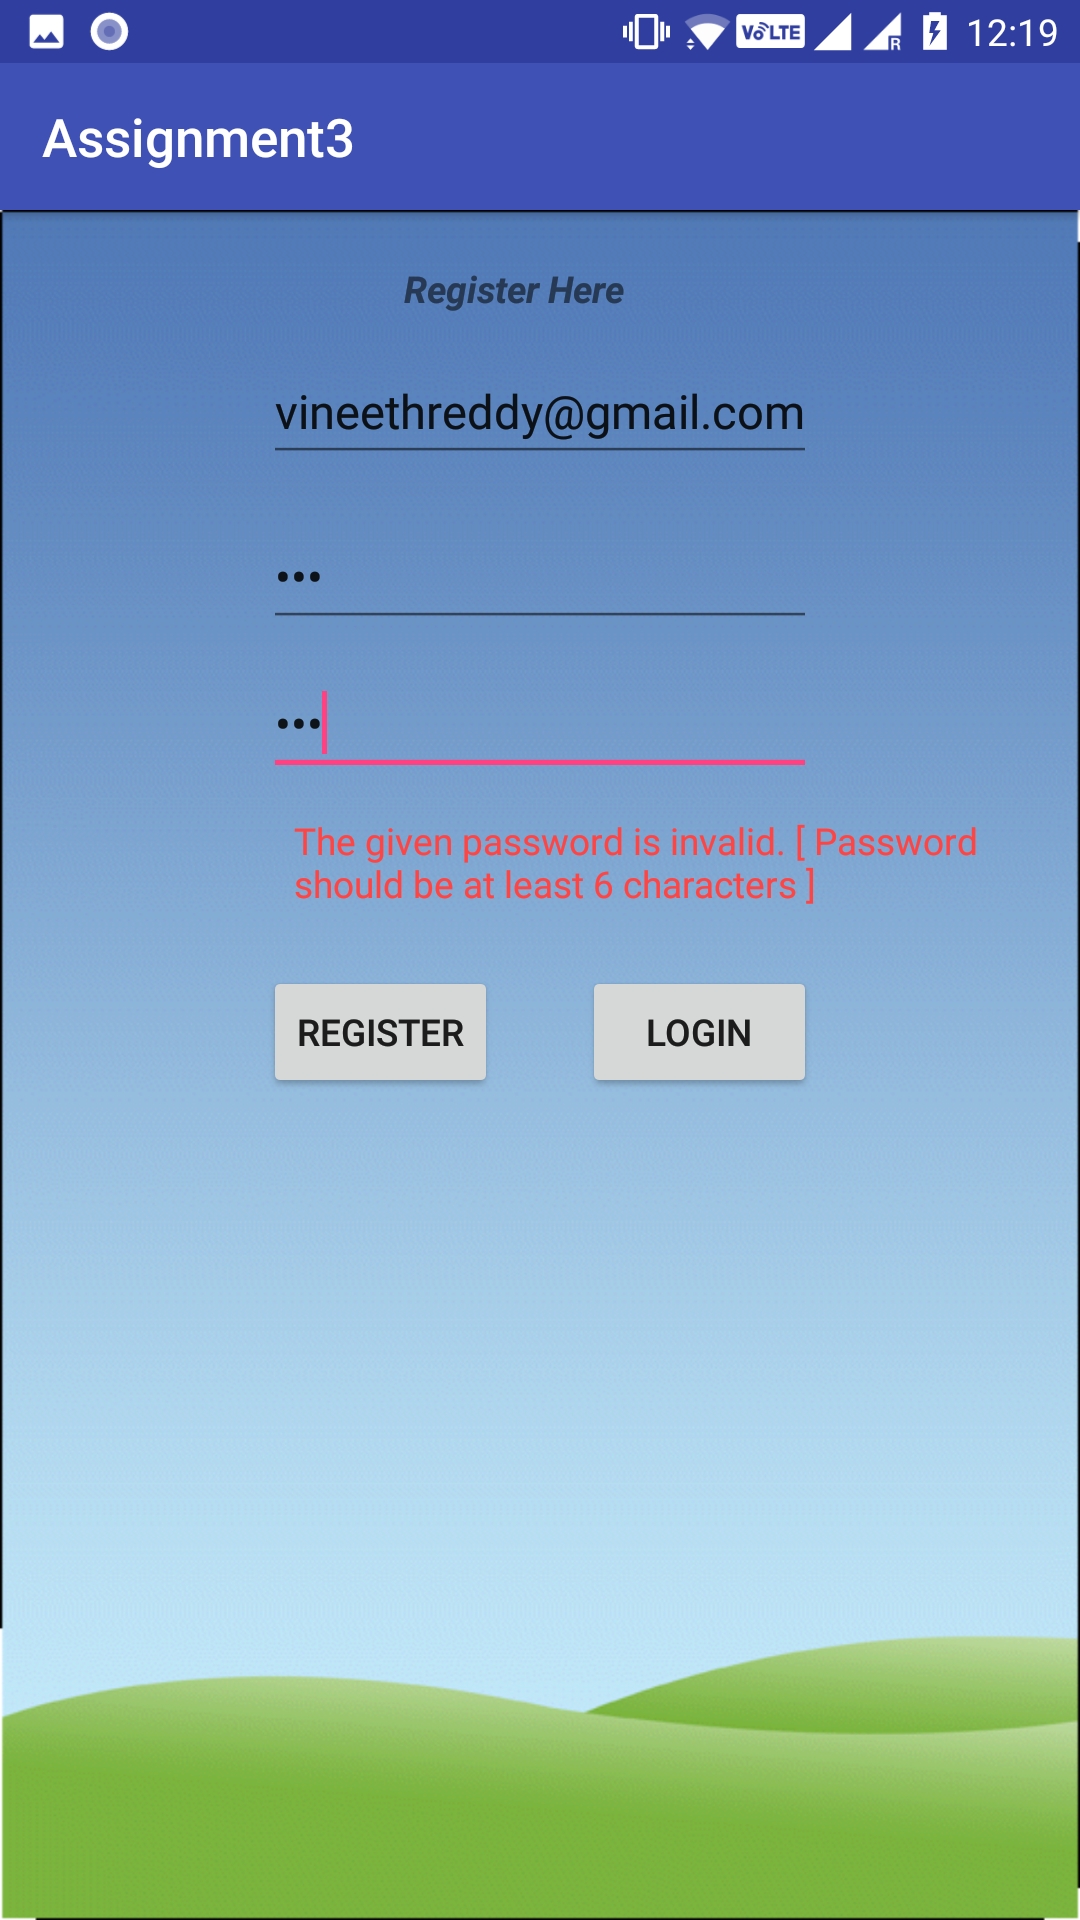 VoLTE R 12:19
Assignment3
Register Here
vineethreddy@gmail.com
•••
•••
The given password is invalid. [ Password
should be at least 6 characters ]
REGISTER LOGIN